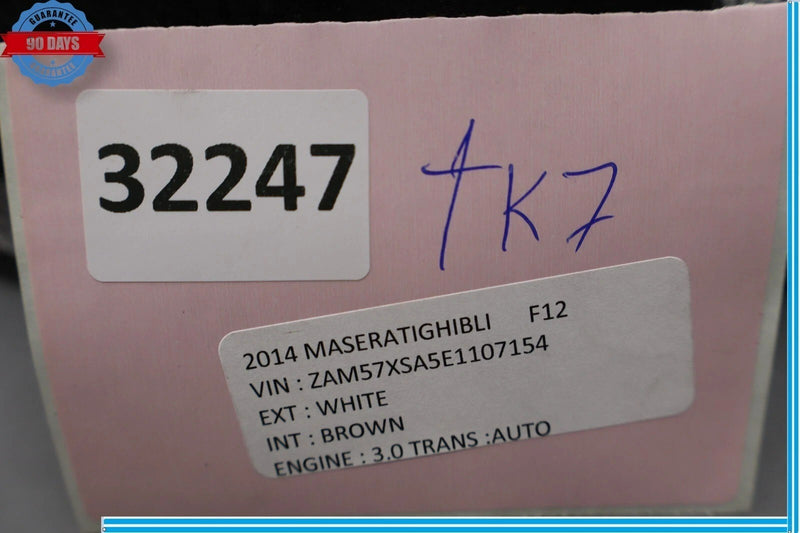 GUARANTEE
90 DAYS
GUARANTEE
32247
tK7
2014 MASERATIGHIBLI F12
VIN : ZAM57XSA5E1107154
EXT : WHITE
INT : BROWN
ENGINE : 3.0 TRANS :AUTO